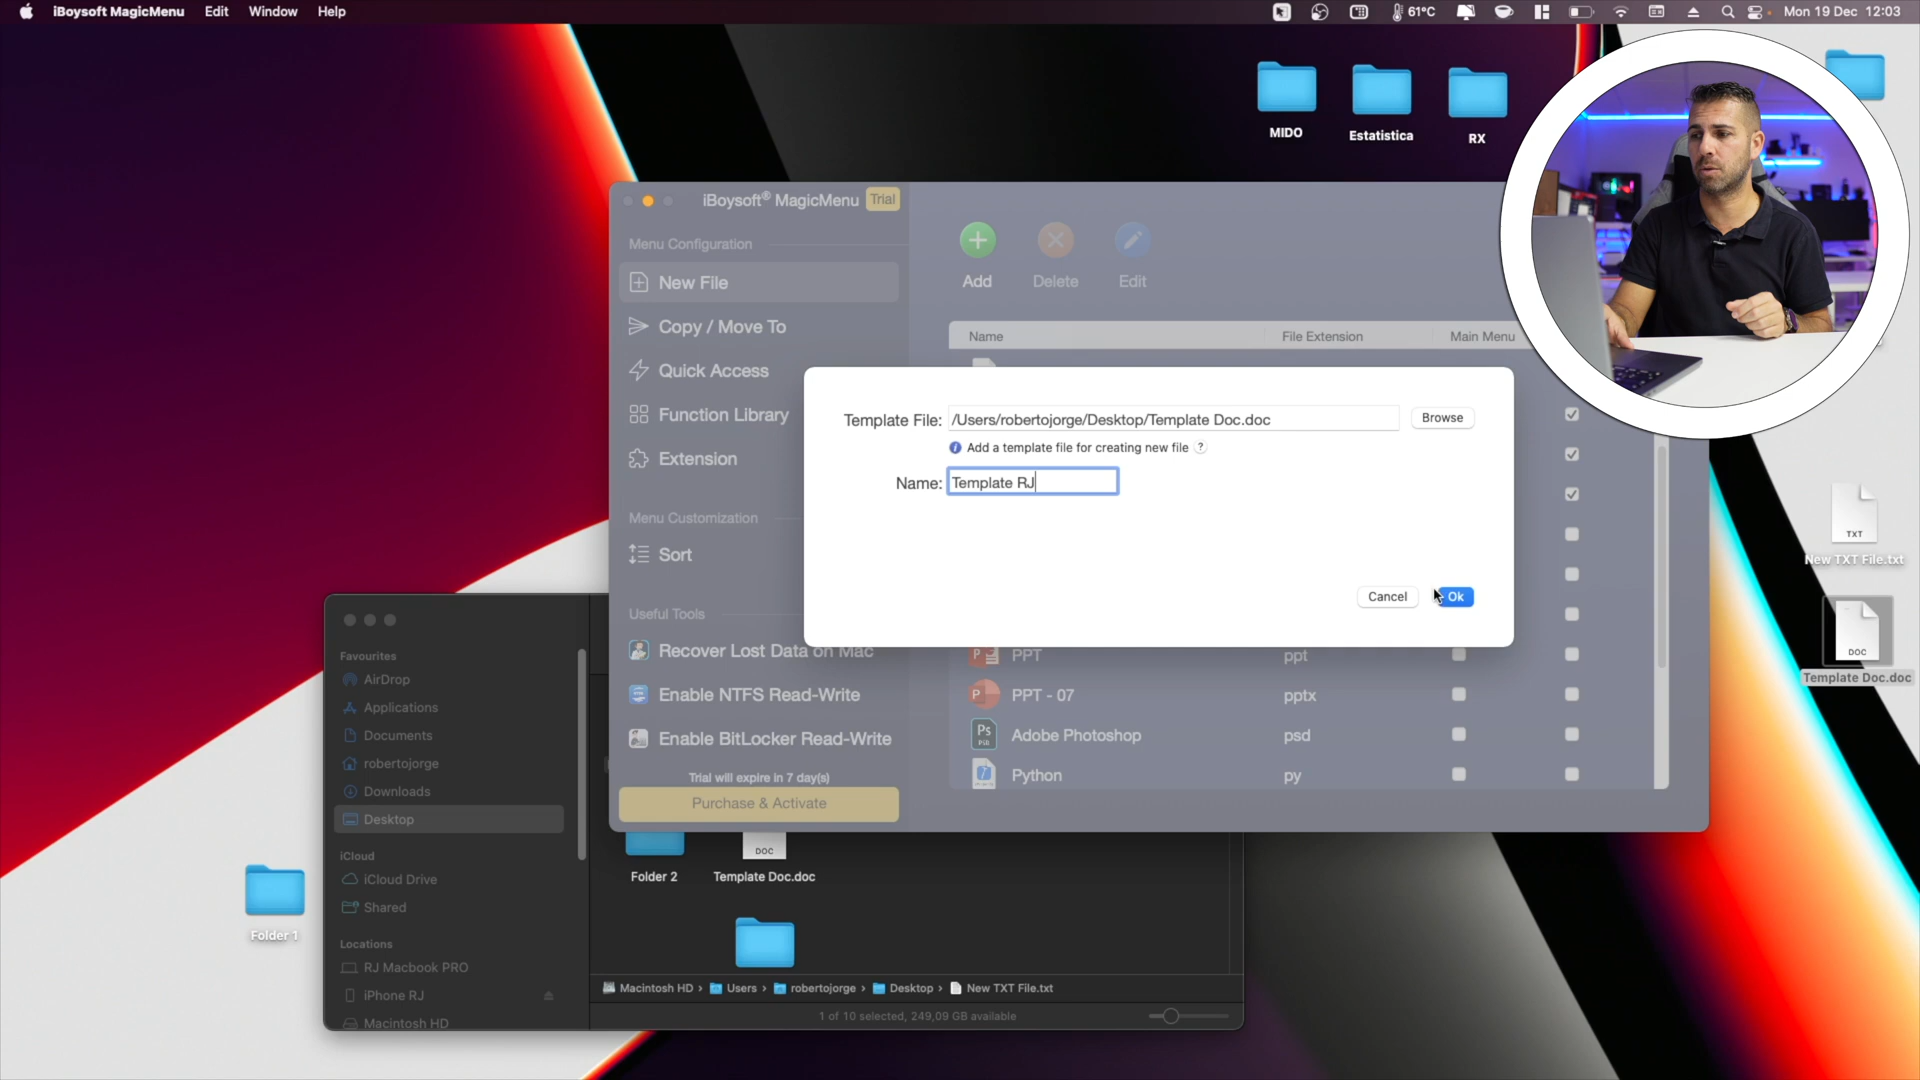 iBoysoft MagicMenu Edit Window Help
61°C Mon 19 Dec 12:03
MIDO
Estatistica
RX
iBoysoft® MagicMenu Trial
Menu Configuration
New File
Copy / Move To
Quick Access
Function Library
Extension
Menu Customization
Sort
Useful Tools
Recover Lost Data on Mac
Enable NTFS Read-Write
Enable BitLocker Read-Write
Trial will expire in 7 day(s)
Purchase & Activate
Add Delete Edit
Name File Extension Main Menu
Template File: /Users/robertojorge/Desktop/Template Doc.doc Browse
Add a template file for creating new file ?
Name: Template RJ
Cancel Ok
PPT ppt
PPT - 07 pptx
Adobe Photoshop psd
Python py
TXT
New TXT File.txt
DOC
Template Doc.doc
Folder 1
Favourites
AirDrop
Applications
Documents
robertojorge
Downloads
Desktop
iCloud
iCloud Drive
Shared
Locations
RJ Macbook PRO
iPhone RJ
Macintosh HD
DOC
Folder 2 Template Doc.doc
Macintosh HD › Users › robertojorge › Desktop › New TXT File.txt
1 of 10 selected, 249,09 GB available